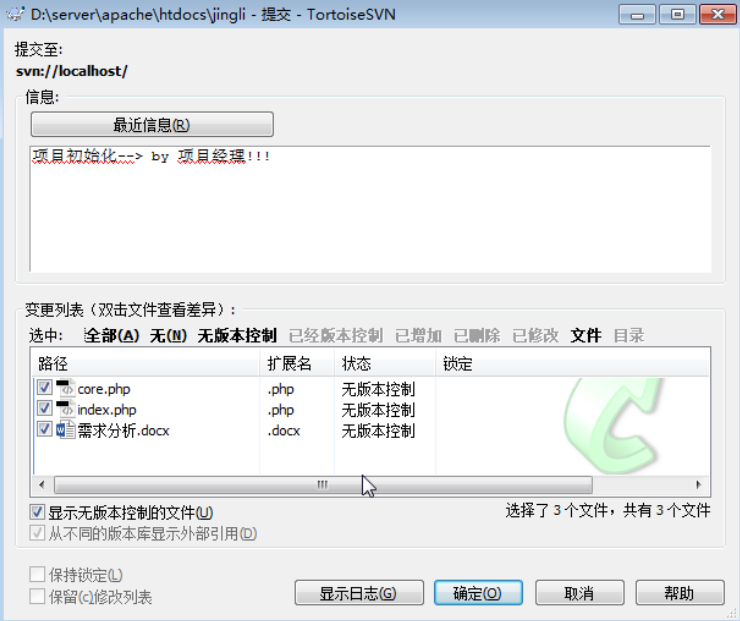 D:\server\apache\htdocs\jingli - 提交 - TortoiseSVN
提交至:
svn://localhost/
信息:
最近信息(R)
项目初始化--> by 项目经理!!!
变更列表（双击文件查看差异）:
选中: 全部(A) 无(N) 无版本控制 已经版本控制 已增加 已删除 已修改 文件 目录
路径 扩展名 状态 锁定
core.php .php 无版本控制
index.php .php 无版本控制
需求分析.docx .docx 无版本控制
显示无版本控制的文件(U) 选择了 3 个文件，共有 3 个文件
从不同的版本库显示外部引用(D)
保持锁定(L)
保留(c)修改列表
显示日志(G) 确定(O) 取消 帮助